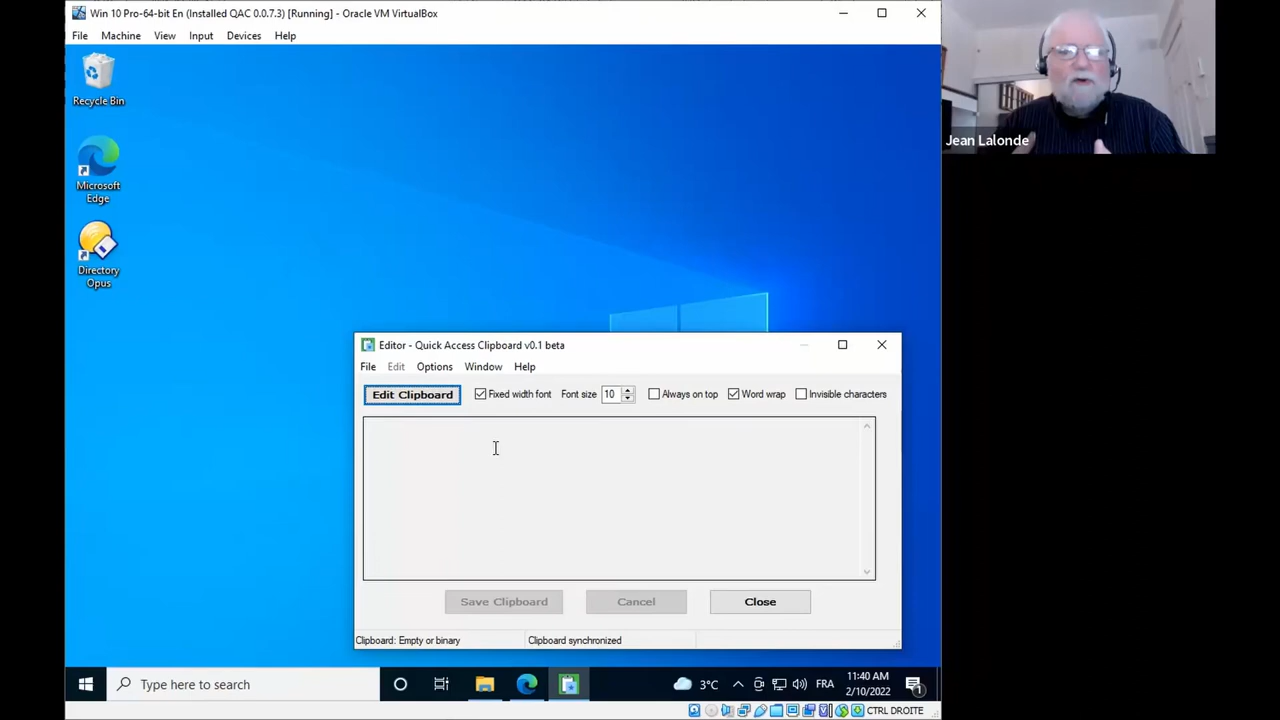 Win 10 Pro-64-bit En (Installed QAC 0.0.7.3) [Running] - Oracle VM VirtualBox
File Machine View Input Devices Help
Recycle Bin
Microsoft
Edge
Directory
Opus
Jean Lalonde
Editor - Quick Access Clipboard v0.1 beta
File Edit Options Window Help
Edit Clipboard Fixed width font Font size 10 Always on top Word wrap Invisible characters
Save Clipboard Cancel Close
Clipboard: Empty or binary Clipboard synchronized
Type here to search 3°C FRA 11:40 AM
2/10/2022 1
CTRL DROITE